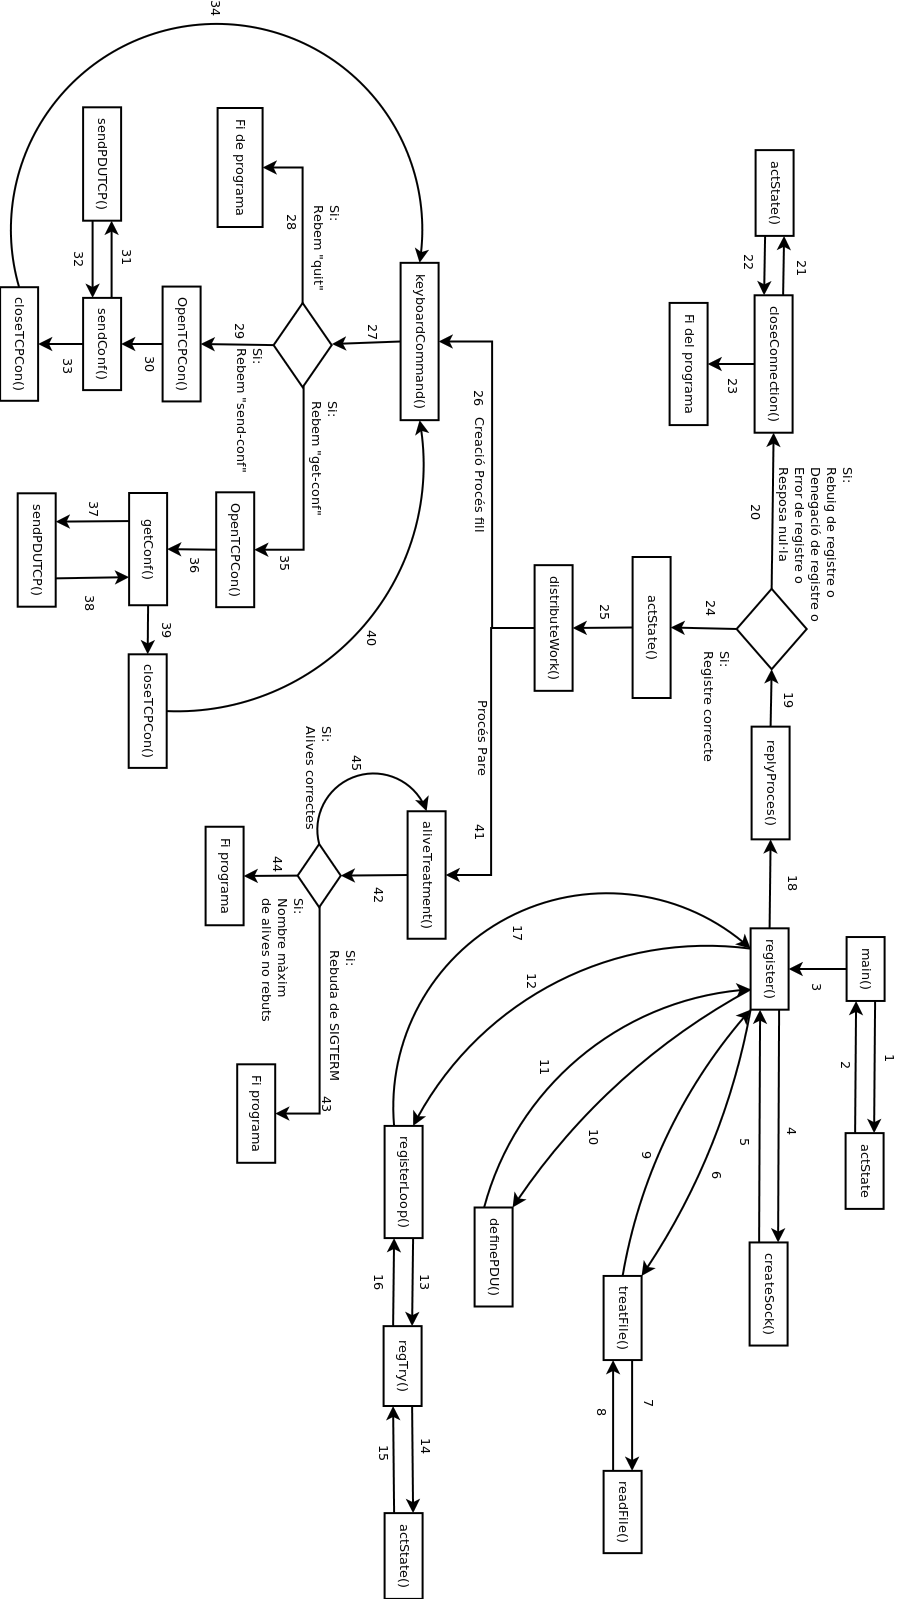 1
main()
actState
2
3
Si:
Rebuig de registre o
Denegació de registre o
Error de registre o
Resposa nul·la
20
21
actState()
closeConnection()
22
23
Fi del programa
19
replyProces()
18
register()
4
createSock()
5
6
9
24
Si:
Registre correcte
actState()
7
treatFile()
readFile()
8
25
distributeWork()
10
11
12
17
definePDU()
26 Creació Procés fill
Procés Pare
41
keyboardCommand()
aliveTreatment()
13
registerLoop()
regTry()
14
actState()
16
15
27
40
42
45
Si:
Rebem "quit"
28
Si:
Rebem "get-conf"
Si:
Alives correctes
Si:
Rebuda de SIGTERM
43
35
Si:
Nombre màxim
de alives no rebuts
44
Fi de programa
Si:
Rebem "send-conf"
29
OpenTCPCon()
Fi programa
Fi programa
36
OpenTCPCon()
39
30
getConf()
closeTCPCon()
31
sendPDUTCP()
sendConf()
32
33
37
38
sendPDUTCP()
closeTCPCon()
34